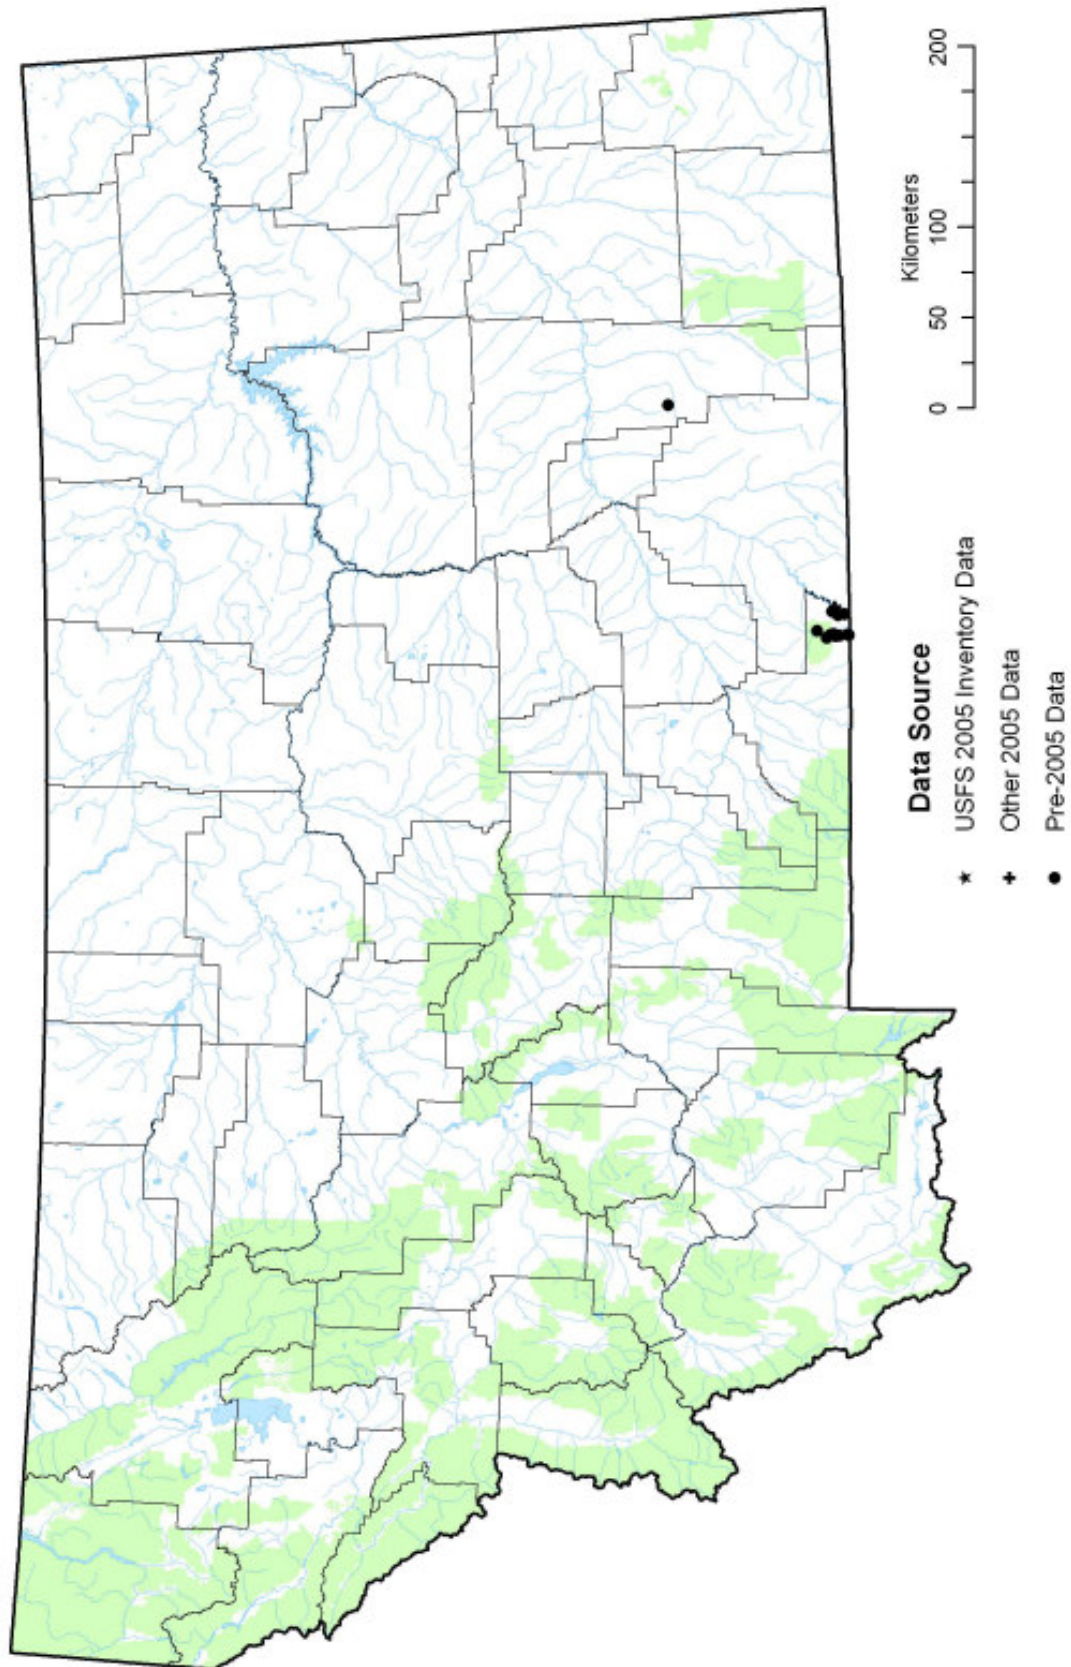 Data Source
USFS 2005 Inventory Data
Other 2005 Data
Pre-2005 Data
Kilometers
0 50 100 200